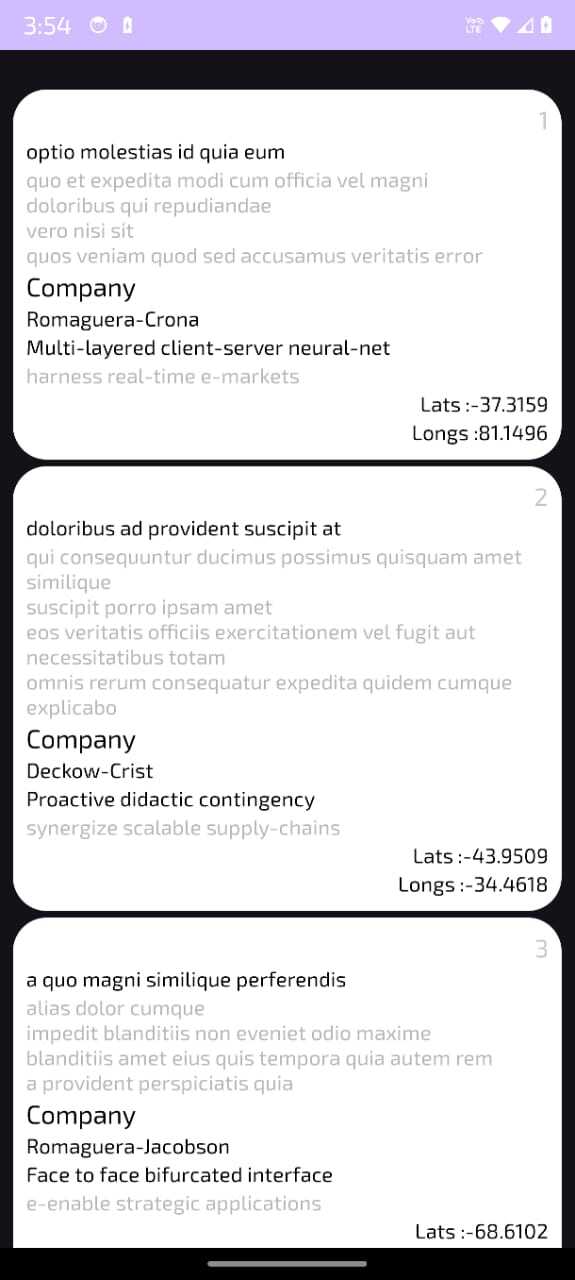 3:54
Vo))
LTE
1
optio molestias id quia eum
quo et expedita modi cum officia vel magni
doloribus qui repudiandae
vero nisi sit
quos veniam quod sed accusamus veritatis error
Company
Romaguera-Crona
Multi-layered client-server neural-net
harness real-time e-markets
Lats :-37.3159
Longs :81.1496
2
doloribus ad provident suscipit at
qui consequuntur ducimus possimus quisquam amet
similique
suscipit porro ipsam amet
eos veritatis officiis exercitationem vel fugit aut
necessitatibus totam
omnis rerum consequatur expedita quidem cumque
explicabo
Company
Deckow-Crist
Proactive didactic contingency
synergize scalable supply-chains
Lats :-43.9509
Longs :-34.4618
3
a quo magni similique perferendis
alias dolor cumque
impedit blanditiis non eveniet odio maxime
blanditiis amet eius quis tempora quia autem rem
a provident perspiciatis quia
Company
Romaguera-Jacobson
Face to face bifurcated interface
e-enable strategic applications
Lats :-68.6102